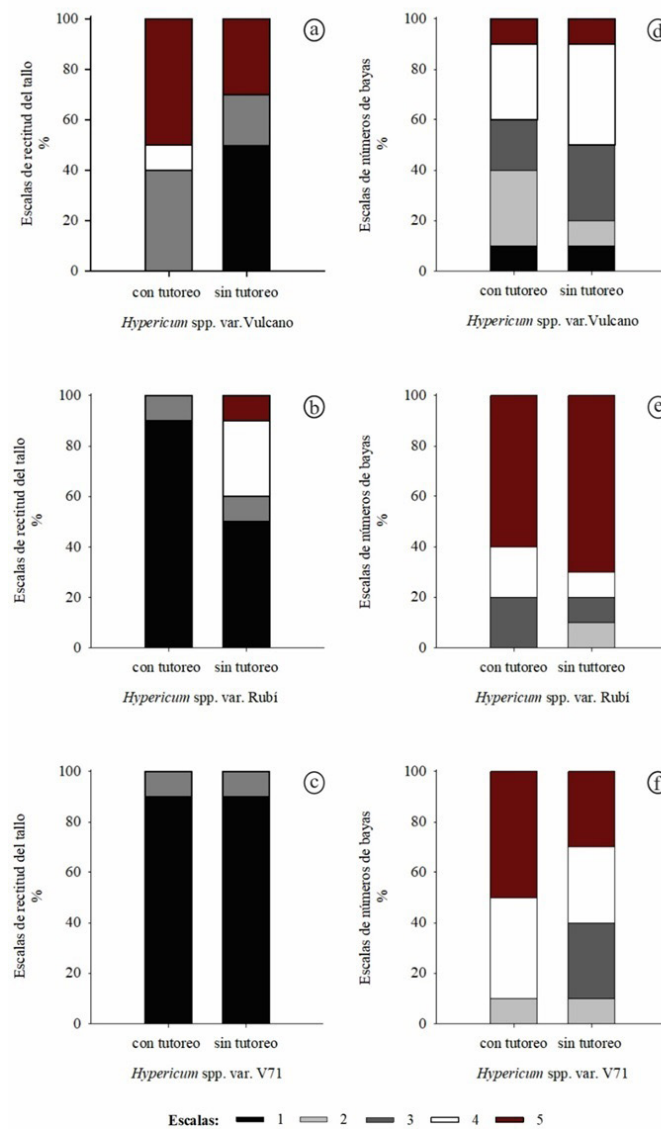 Escalas de rectitud del tallo
%
100
80
60
40
20
0
a
con tutoreo sin tutoreo
Hypericum spp. var.Vulcano
Escalas de números de bayas
%
100
80
60
40
20
0
d
con tutoreo sin tutoreo
Hypericum spp. var.Vulcano
Escalas de rectitud del tallo
%
100
80
60
40
20
0
b
con tutoreo sin tutoreo
Hypericum spp. var. Rubí
Escalas de números de bayas
%
100
80
60
40
20
0
e
con tutoreo sin tuttoreo
Hypericum spp. var. Rubí
Escalas de rectitud del tallo
%
100
80
60
40
20
0
c
con tutoreo sin tutoreo
Hypericum spp. var. V71
Escalas de números de bayas
%
100
80
60
40
20
0
f
con tutoreo sin tutoreo
Hypericum spp. var. V71
Escalas: 1 2 3 4 5